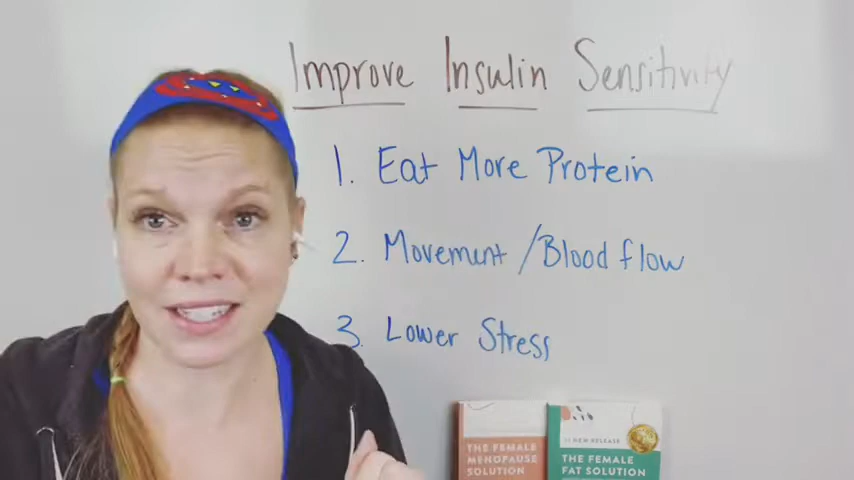 Improve Insulin Sensitivity
1. Eat More Protein
2. Movement / Blood flow
3. Lower Stress
THE FEMALE
MENOPAUSE
SOLUTION
#1 NEW RELEASE
THE FEMALE
FAT SOLUTION